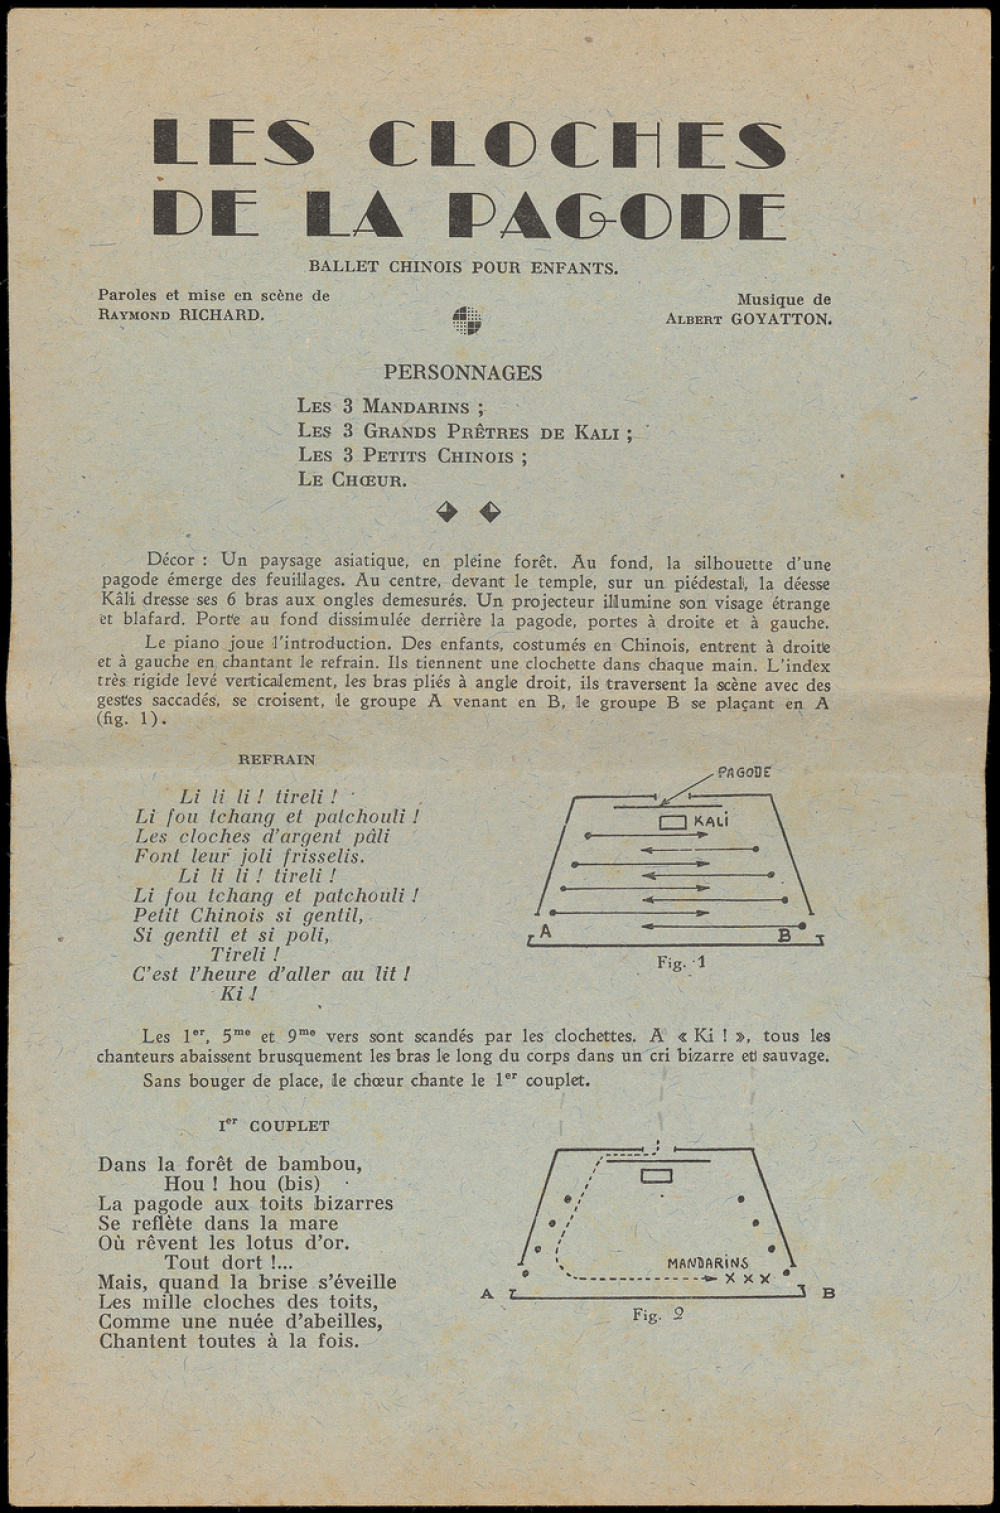 LES CLOCHES
DE LA PAGODE
BALLET CHINOIS POUR ENFANTS.
Paroles et mise en scène de
RAYMOND RICHARD.
Musique de
ALBERT GOYATTON.
PERSONNAGES
LES 3 MANDARINS ;
LES 3 GRANDS PRÊTRES DE KALI ;
LES 3 PETITS CHINOIS ;
LE CHŒUR.
Décor : Un paysage asiatique, en pleine forêt. Au fond, la silhouette d'une
pagode émerge des feuillages. Au centre, devant le temple, sur un piédestal, la déesse
Kâli dresse ses 6 bras aux ongles demesurés. Un projecteur illumine son visage étrange
et blafard. Porte au fond dissimulée derrière la pagode, portes à droite et à gauche.
Le piano joue l'introduction. Des enfants, costumés en Chinois, entrent à droite
et à gauche en chantant le refrain. Ils tiennent une clochette dans chaque main. L'index
très rigide levé verticalement, les bras pliés à angle droit, ils traversent la scène avec des
gestes saccadés, se croisent, le groupe A venant en B, le groupe B se plaçant en A
(fig. 1).
REFRAIN
Li li li ! tireli !
Li fou tchang et patchouli !
Les cloches d'argent pâli
Font leur joli frisselis.
Li li li ! tireli !
Li fou tchang et patchouli !
Petit Chinois si gentil,
Si gentil et si poli,
Tireli !
C'est l'heure d'aller au lit !
Ki !
PAGODE
KALI
A
B
Fig. 1
Les 1er, 5me et 9me vers sont scandés par les clochettes. A « Ki ! », tous les
chanteurs abaissent brusquement les bras le long du corps dans un cri bizarre et sauvage.
Sans bouger de place, le chœur chante le 1er couplet.
Ier COUPLET
Dans la forêt de bambou,
Hou ! hou (bis)
La pagode aux toits bizarres
Se reflète dans la mare
Où rêvent les lotus d'or.
Tout dort !...
Mais, quand la brise s'éveille
Les mille cloches des toits,
Comme une nuée d'abeilles,
Chantent toutes à la fois.
MANDARINS
X X X
A
B
Fig. 2